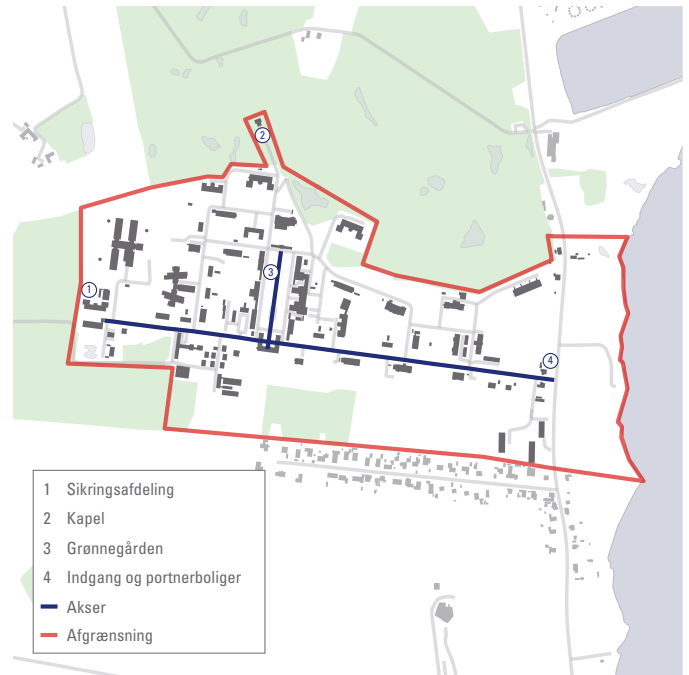 2
3
1
4
1 Sikringsafdeling
2 Kapel
3 Grønnegården
4 Indgang og portnerboliger
Akser
Afgrænsning